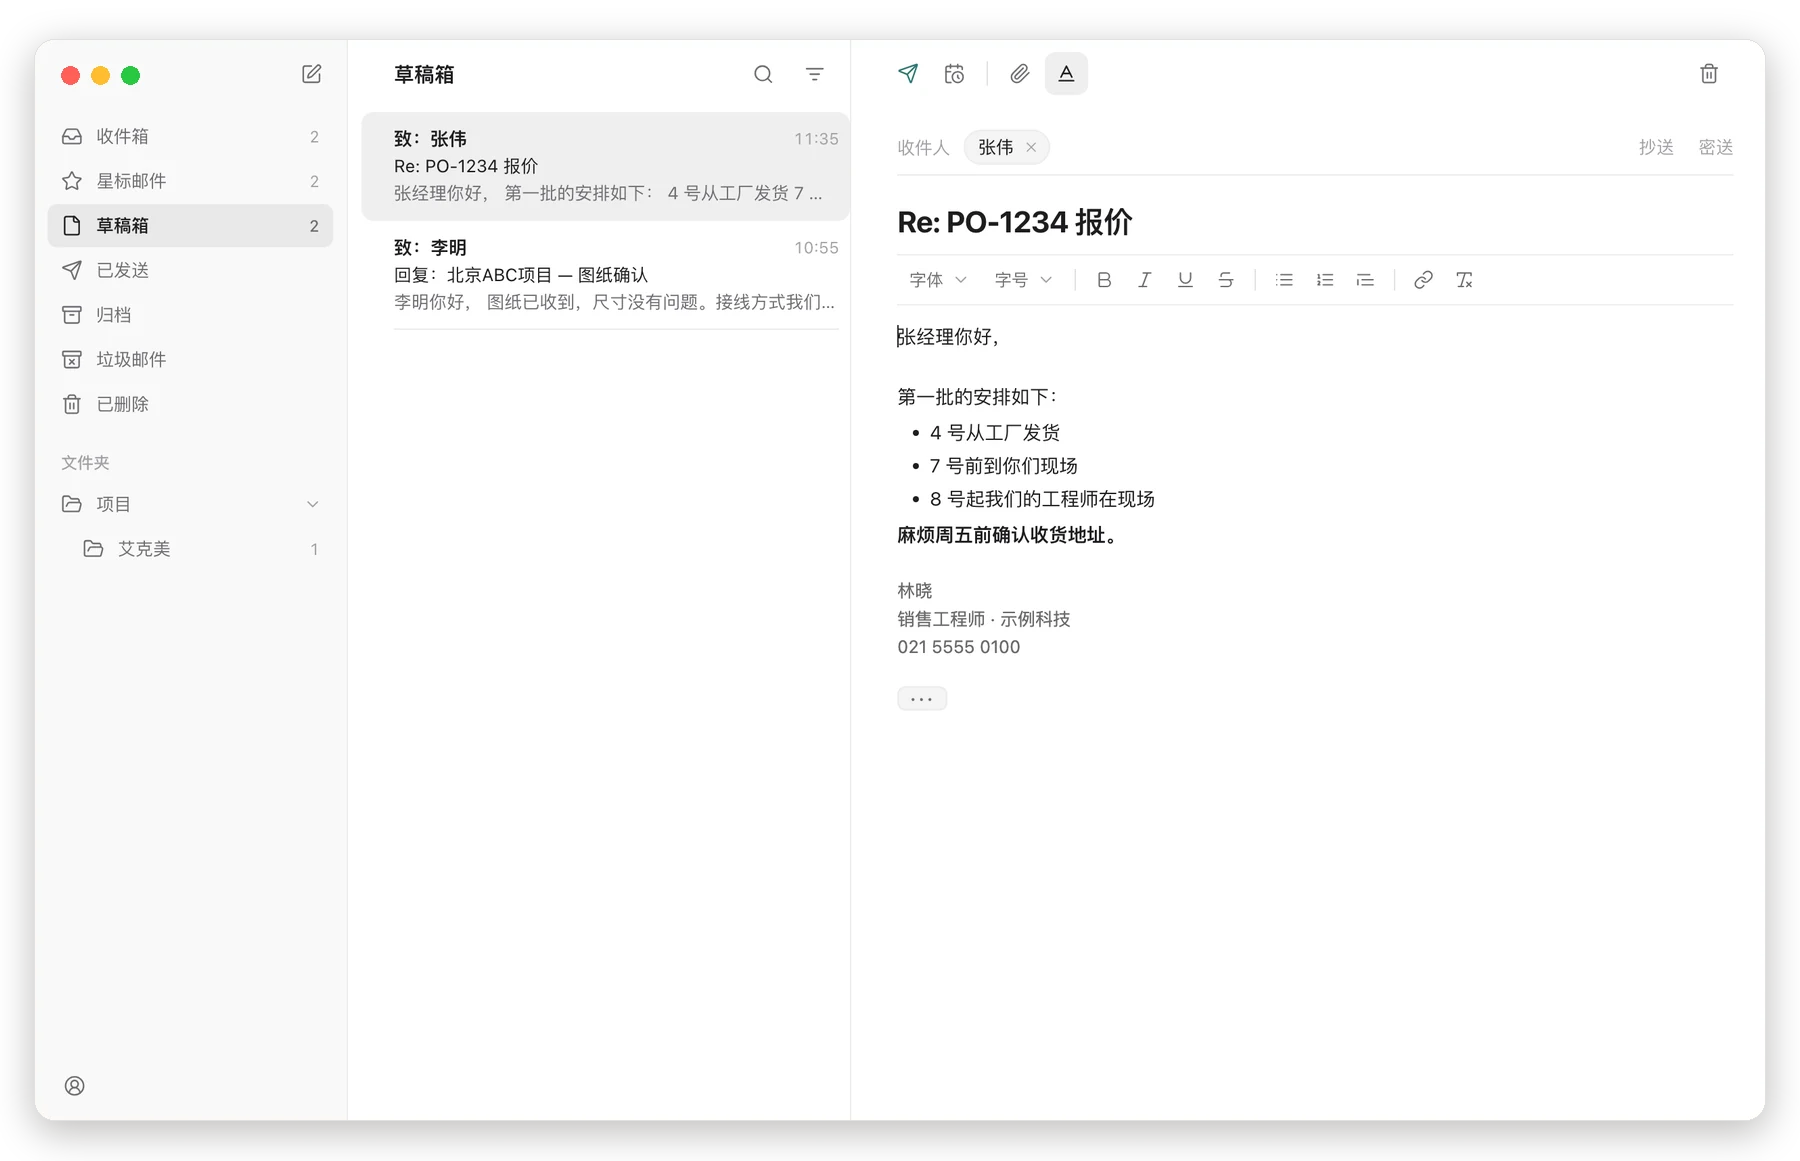 收件箱 2
星标邮件 2
草稿箱 2
已发送
归档
垃圾邮件
已删除
文件夹
项目
艾克美 1
草稿箱
致：张伟 11:35
Re: PO-1234 报价
张经理你好， 第一批的安排如下： 4 号从工厂发货 7 ...
致：李明 10:55
回复：北京ABC项目 — 图纸确认
李明你好， 图纸已收到，尺寸没有问题。接线方式我们...
收件人 张伟 抄送 密送
Re: PO-1234 报价
字体 字号 B I U S
张经理你好，
第一批的安排如下：
• 4 号从工厂发货
• 7 号前到你们现场
• 8 号起我们的工程师在现场
麻烦周五前确认收货地址。
林晓
销售工程师 · 示例科技
021 5555 0100
...